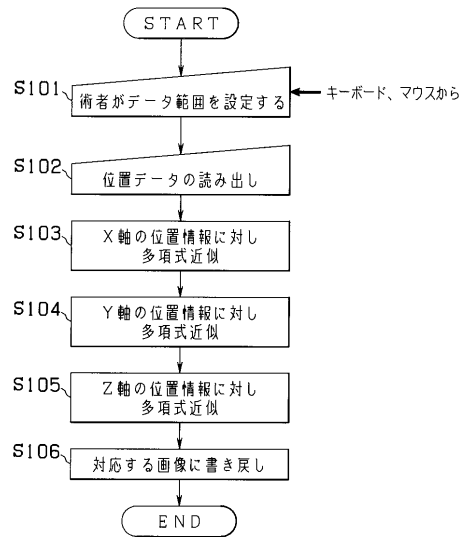 START
S101
術者がデータ範囲を設定する
キーボード、マウスから
S102
位置データの読み出し
S103
X軸の位置情報に対し
多項式近似
S104
Y軸の位置情報に対し
多項式近似
S105
Z軸の位置情報に対し
多項式近似
S106
対応する画像に書き戻し
END